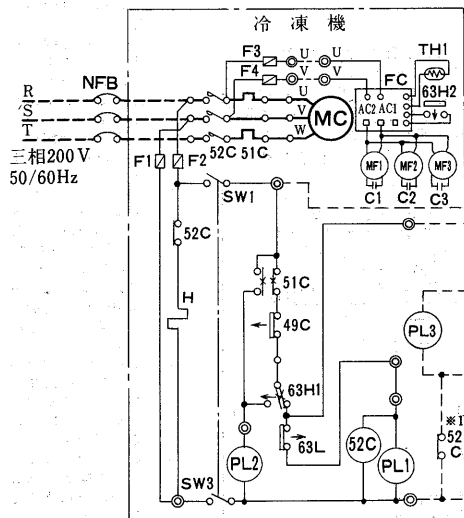 冷凍機
F3 U U TH1
F4 V V FC 63H2
NFB U AC2 AC1
R
S V MC
T W
三相200V F1 F2 52C 51C MF1 MF2 MF3
50/60Hz C1 C2 C3
SW1
52C
51C
H 49C PL3
63H1
※1
52
C
PL2 63L 52C PL1
SW3